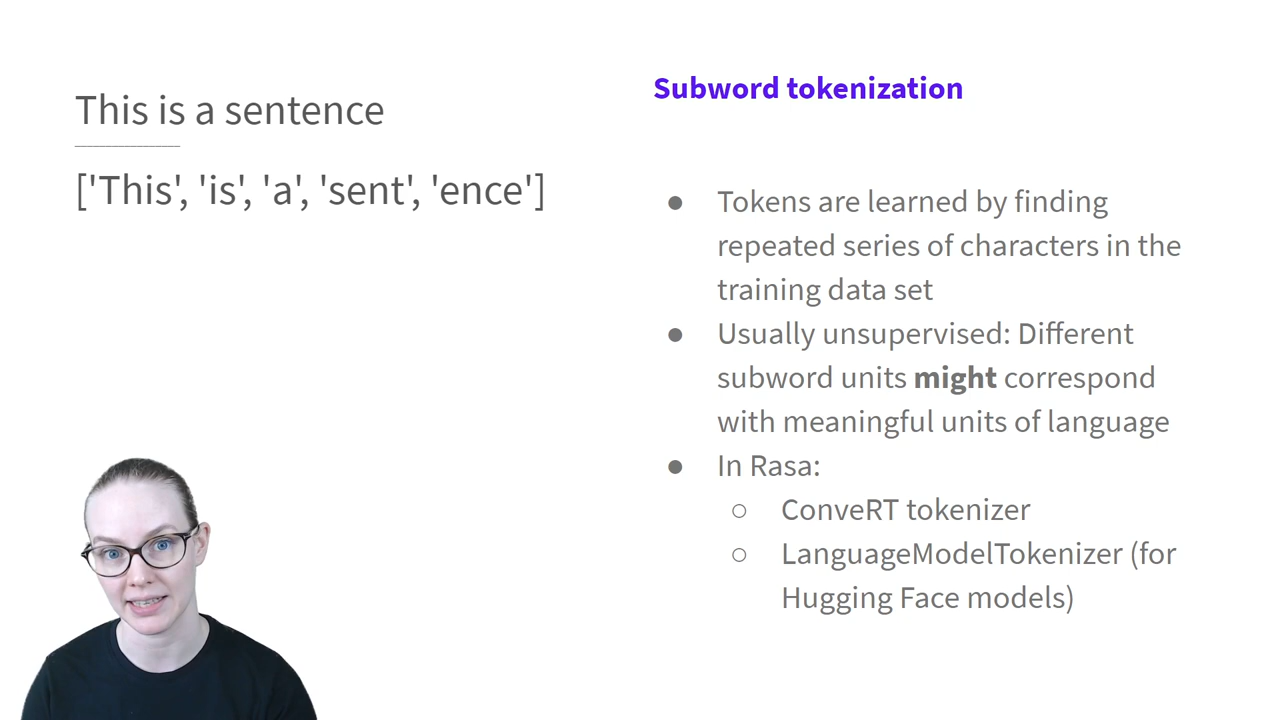 This is a sentence
['This', 'is', 'a', 'sent', 'ence']
Subword tokenization
● Tokens are learned by finding
repeated series of characters in the
training data set
● Usually unsupervised: Different
subword units might correspond
with meaningful units of language
● In Rasa:
○ ConveRT tokenizer
○ LanguageModelTokenizer (for
Hugging Face models)